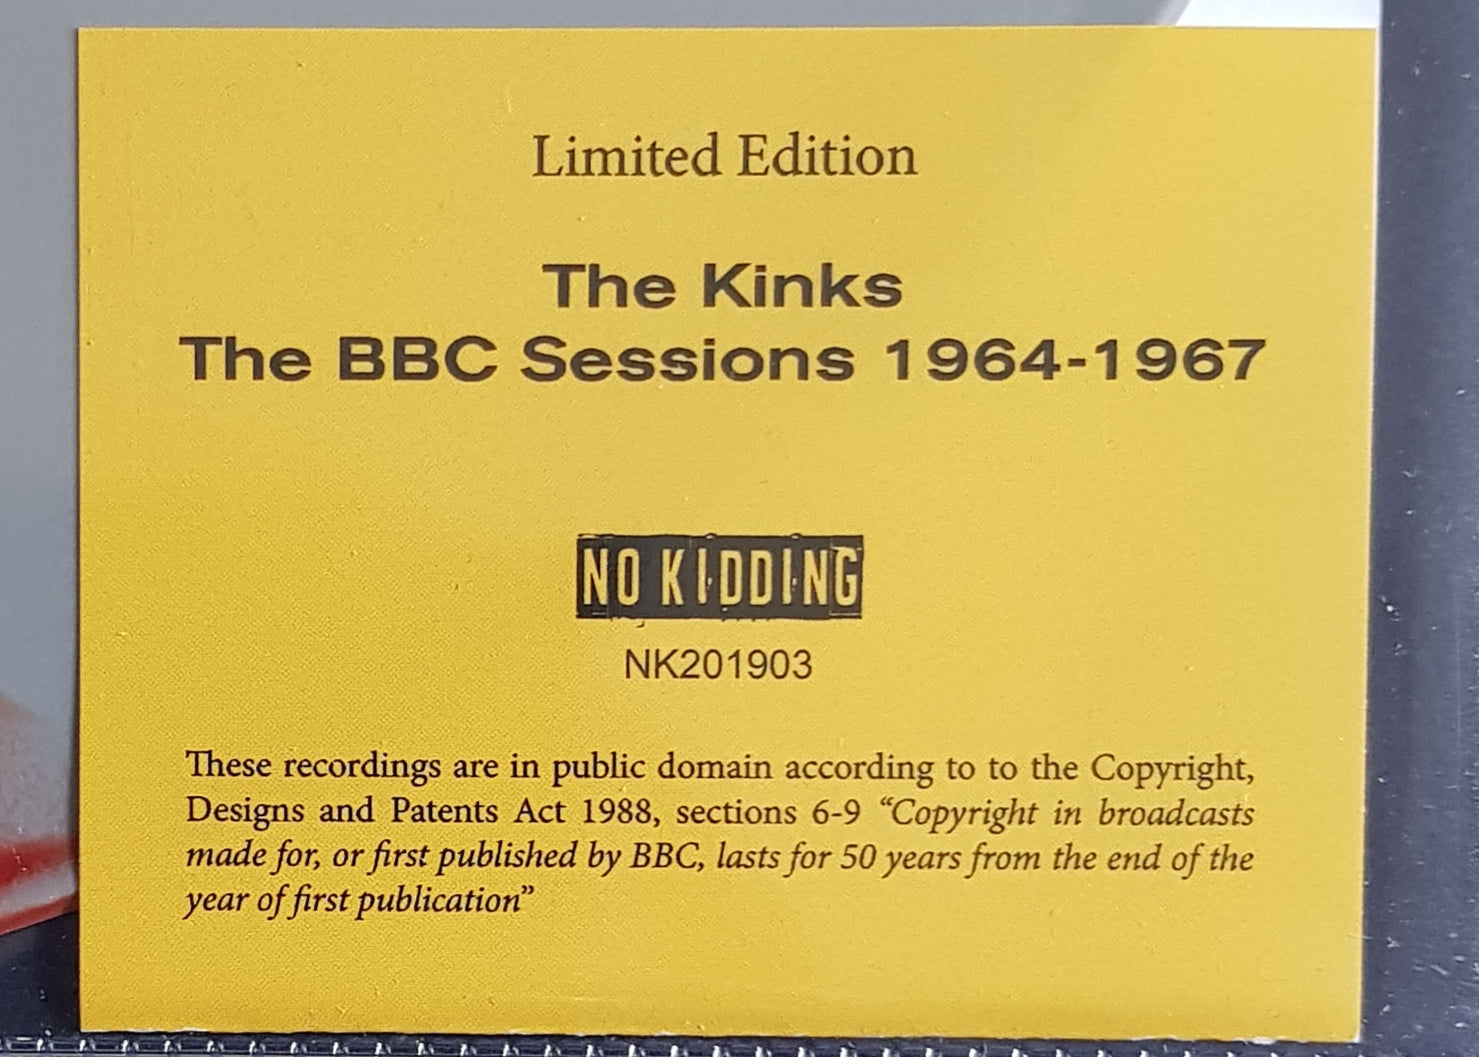 Limited Edition
The Kinks
The BBC Sessions 1964-1967
NO KIDDING
NK201903
These recordings are in public domain according to to the Copyright,
Designs and Patents Act 1988, sections 6-9 “Copyright in broadcasts
made for, or first published by BBC, lasts for 50 years from the end of the
year of first publication”